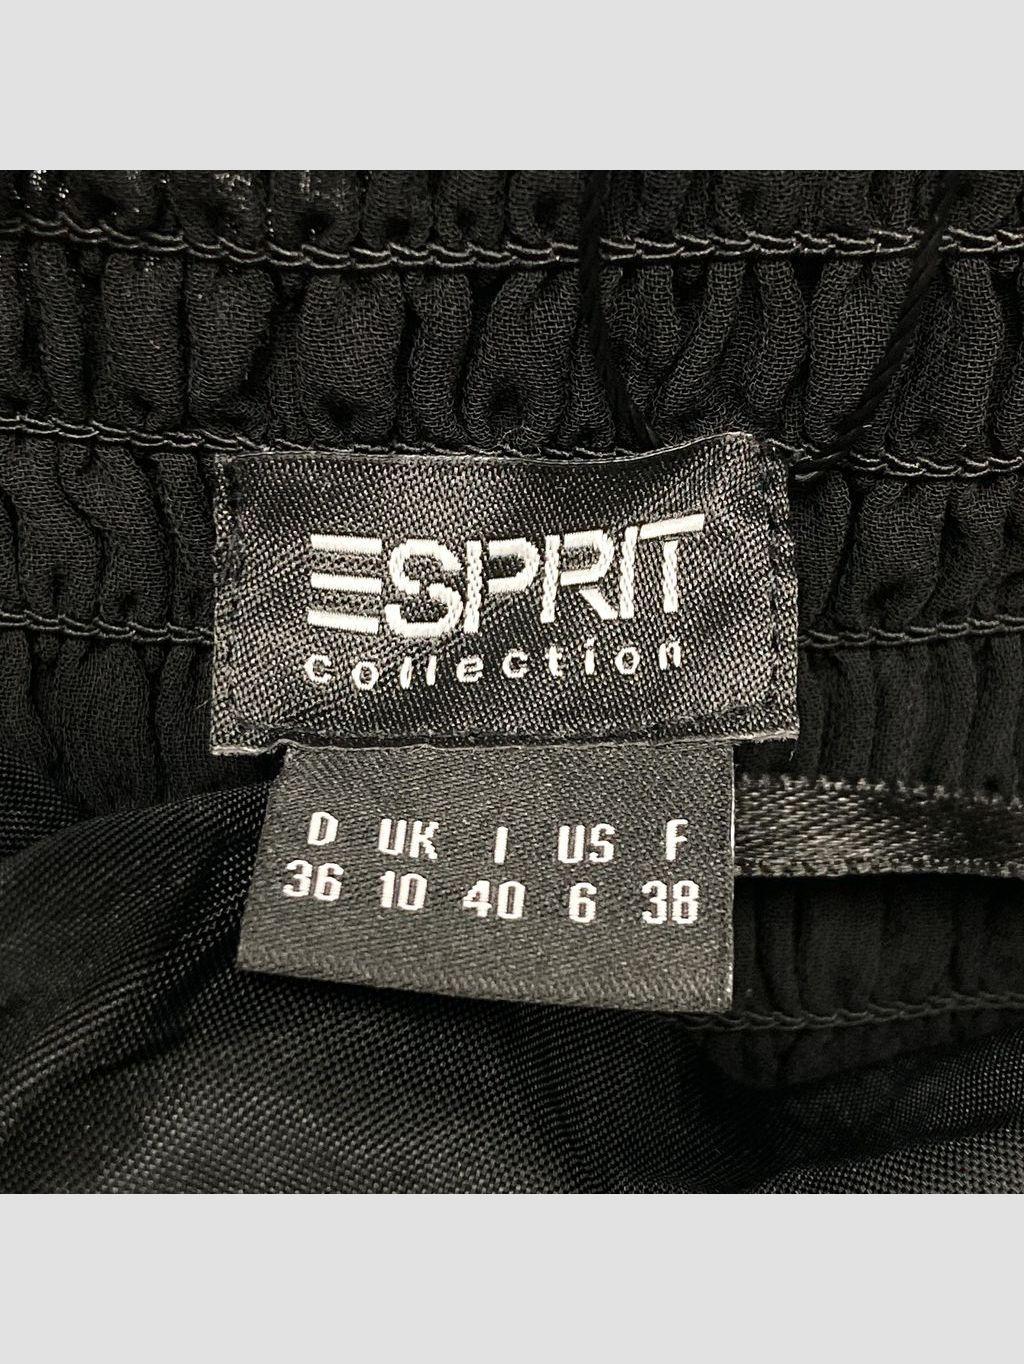 ESPRIT
collection
D UK I US F
36 10 40 6 38